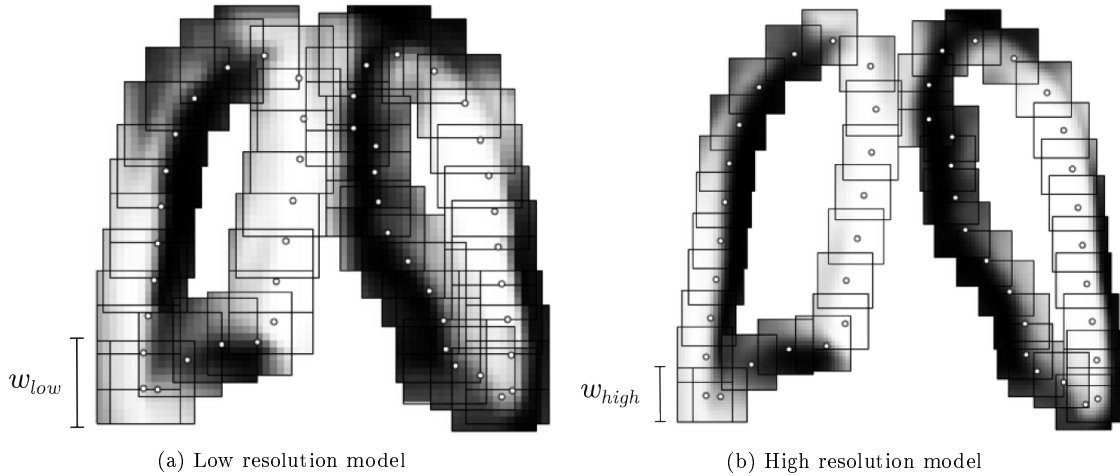 w_low
w_high
(a) Low resolution model
(b) High resolution model